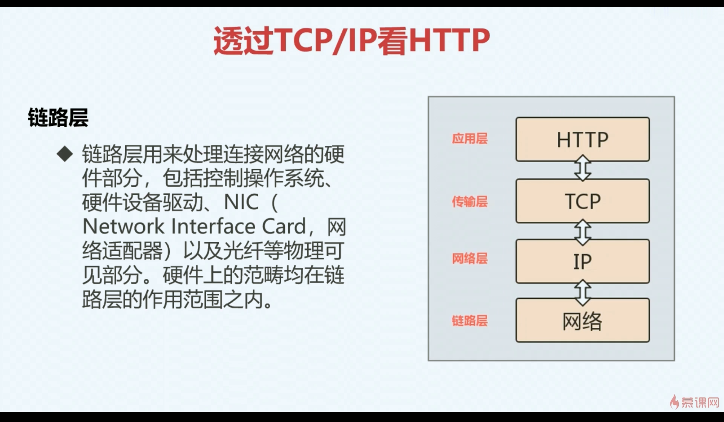 透过TCP/IP看HTTP
链路层
◆ 链路层用来处理连接网络的硬
件部分，包括控制操作系统、
硬件设备驱动、NIC（
Network Interface Card，网
络适配器）以及光纤等物理可
见部分。硬件上的范畴均在链
路层的作用范围之内。
应用层 HTTP
传输层 TCP
网络层 IP
链路层 网络
慕课网